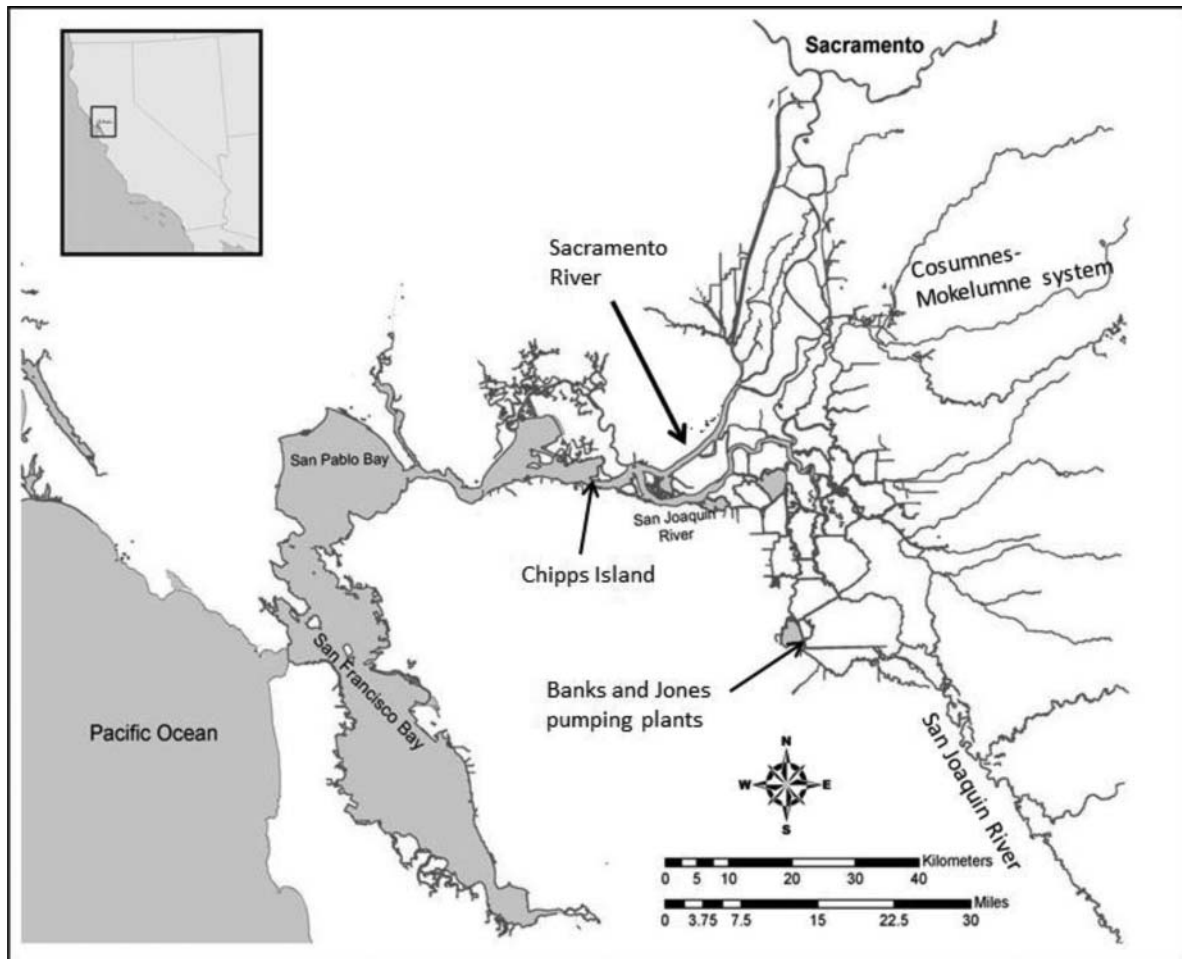 Sacramento
Sacramento
River
Cosumnes-
Mokelumne system
San Pablo Bay
San Joaquin
River
Chipps Island
San Francisco Bay
Banks and Jones
pumping plants
Pacific Ocean
San Joaquin River
N
W E
S
Kilometers
0 5 10 20 30 40
Miles
0 3.75 7.5 15 22.5 30